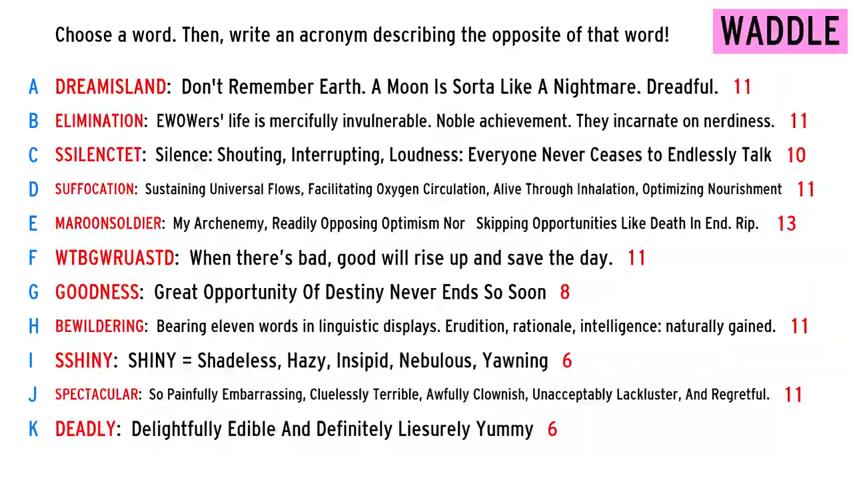 Choose a word. Then, write an acronym describing the opposite of that word!
WADDLE
A DREAMISLAND: Don't Remember Earth. A Moon Is Sorta Like A Nightmare. Dreadful. 11
B ELIMINATION: EWOWers' life is mercifully invulnerable. Noble achievement. They incarnate on nerdiness. 11
C SSILENCTET: Silence: Shouting, Interrupting, Loudness: Everyone Never Ceases to Endlessly Talk 10
D SUFFOCATION: Sustaining Universal Flows, Facilitating Oxygen Circulation, Alive Through Inhalation, Optimizing Nourishment 11
E MAROONSOLDIER: My Archenemy, Readily Opposing Optimism Nor Skipping Opportunities Like Death In End. Rip. 13
F WTBGWRUASTD: When there's bad, good will rise up and save the day. 11
G GOODNESS: Great Opportunity Of Destiny Never Ends So Soon 8
H BEWILDERING: Bearing eleven words in linguistic displays. Erudition, rationale, intelligence: naturally gained. 11
I SSHINY: SHINY = Shadeless, Hazy, Insipid, Nebulous, Yawning 6
J SPECTACULAR: So Painfully Embarrassing, Cluelessly Terrible, Awfully Clownish, Unacceptably Lackluster, And Regretful. 11
K DEADLY: Delightfully Edible And Definitely Liesurely Yummy 6